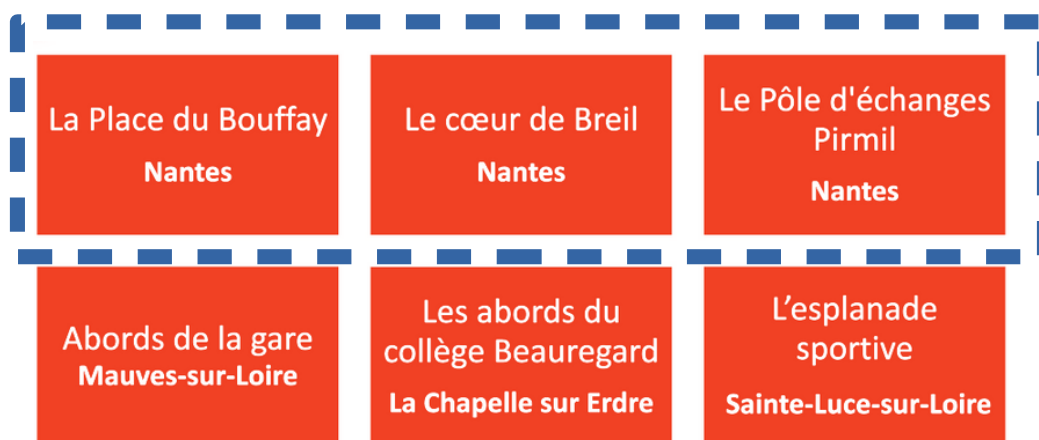 La Place du Bouffay
Nantes
Le cœur de Breil
Nantes
Le Pôle d'échanges
Pirmil
Nantes
Abords de la gare
Mauves-sur-Loire
Les abords du
collège Beauregard
La Chapelle sur Erdre
L’esplanade
sportive
Sainte-Luce-sur-Loire